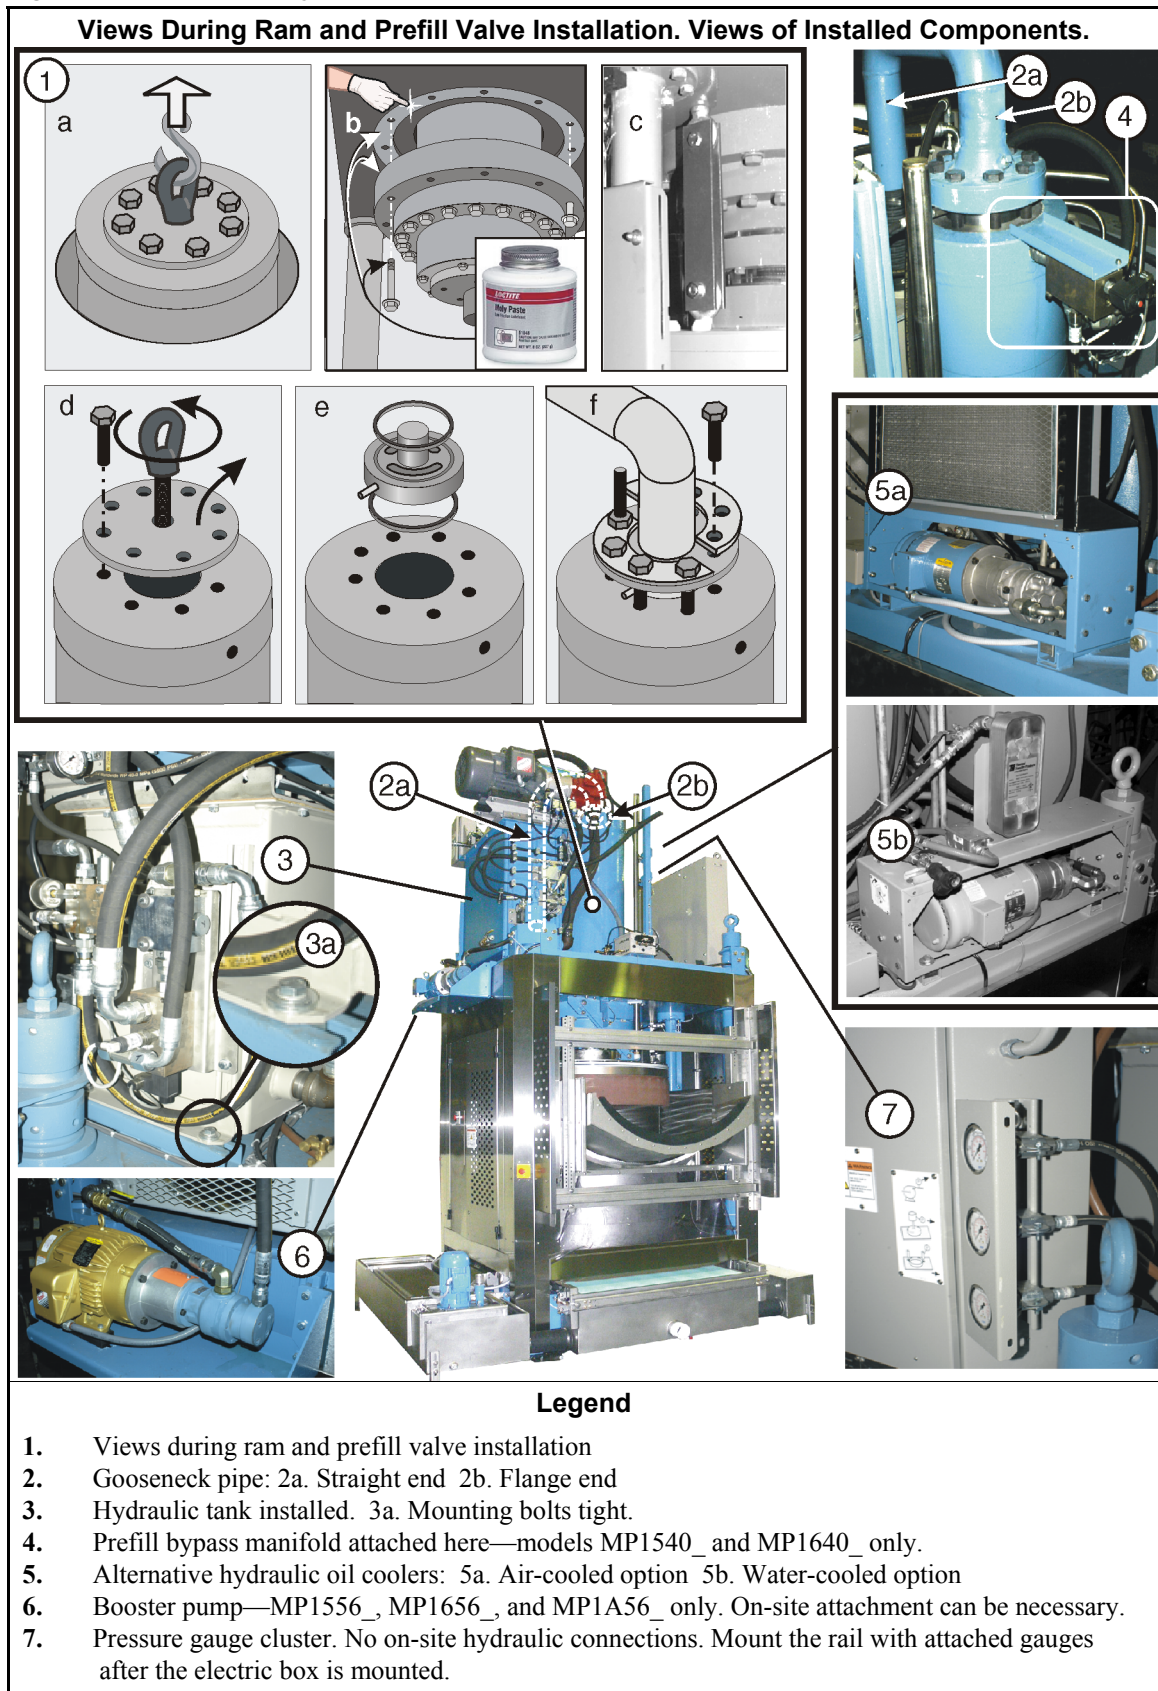 Views During Ram and Prefill Valve Installation. Views of Installed Components.
1
a
b
c
LOCTITE
Moly Paste
d
e
f
2a
2b
4
5a
5b
2a
2b
3
3a
6
7
Legend
1. Views during ram and prefill valve installation
2. Gooseneck pipe: 2a. Straight end 2b. Flange end
3. Hydraulic tank installed. 3a. Mounting bolts tight.
4. Prefill bypass manifold attached here—models MP1540_ and MP1640_ only.
5. Alternative hydraulic oil coolers: 5a. Air-cooled option 5b. Water-cooled option
6. Booster pump—MP1556_, MP1656_, and MP1A56_ only. On-site attachment can be necessary.
7. Pressure gauge cluster. No on-site hydraulic connections. Mount the rail with attached gauges
after the electric box is mounted.